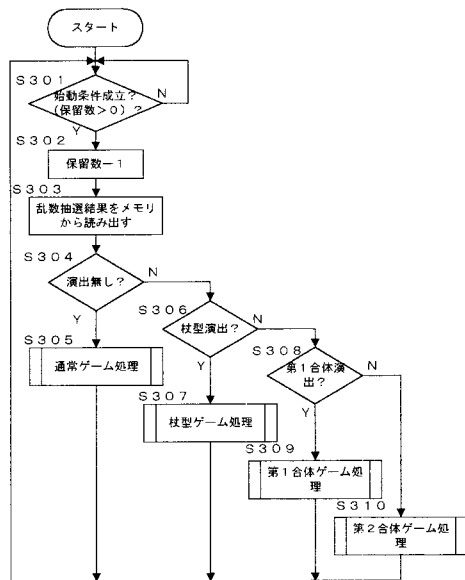 スタート
S301
始動条件成立?
(保留数>0)
?
N
Y
S302
保留数-1
S303
乱数抽選結果をメモリ
から読み出す
S304
演出無し?
N
Y
S305
通常ゲーム処理
S306
杖型演出?
N
Y
S307
杖型ゲーム処理
S308
第1合体演
出?
N
Y
S309
第1合体ゲーム処
理
S310
第2合体ゲーム処
理